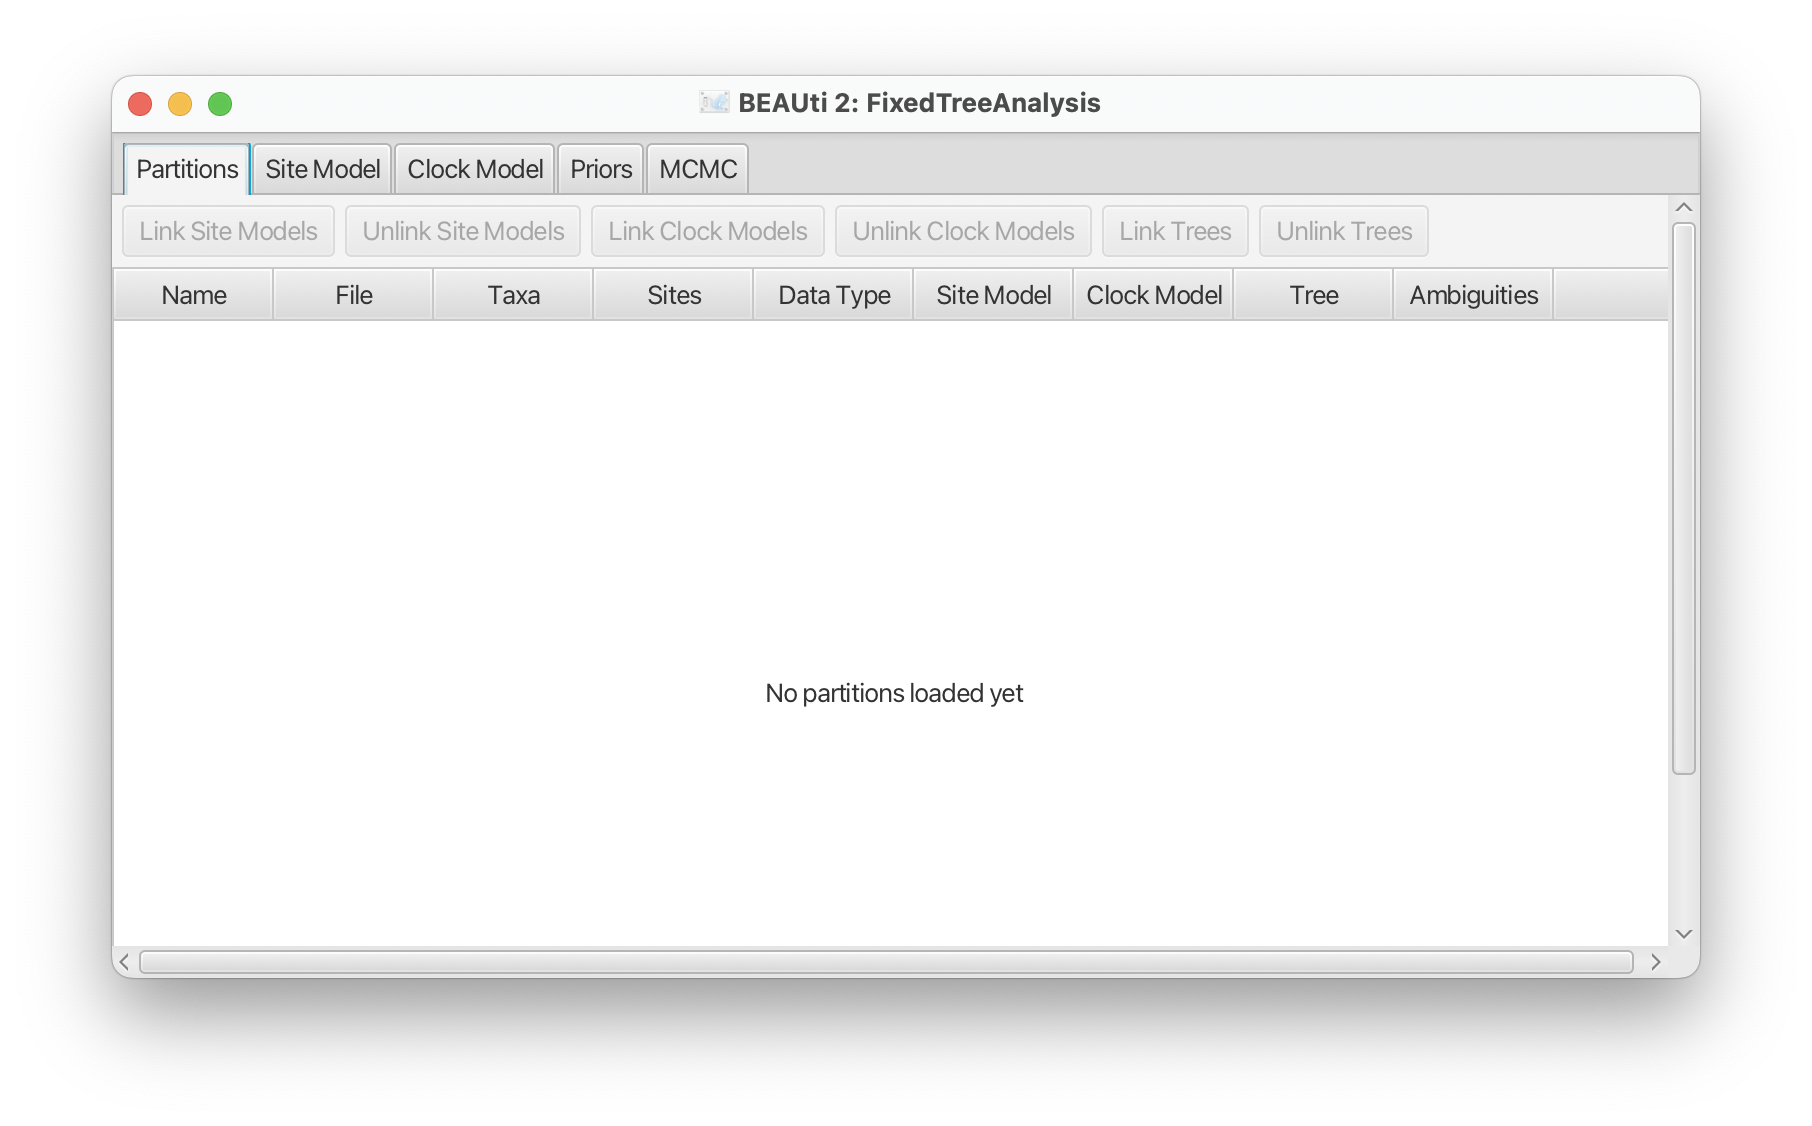 BEAUti 2: FixedTreeAnalysis
Partitions Site Model Clock Model Priors MCMC
Link Site Models Unlink Site Models Link Clock Models Unlink Clock Models Link Trees Unlink Trees
Name File Taxa Sites Data Type Site Model Clock Model Tree Ambiguities
No partitions loaded yet